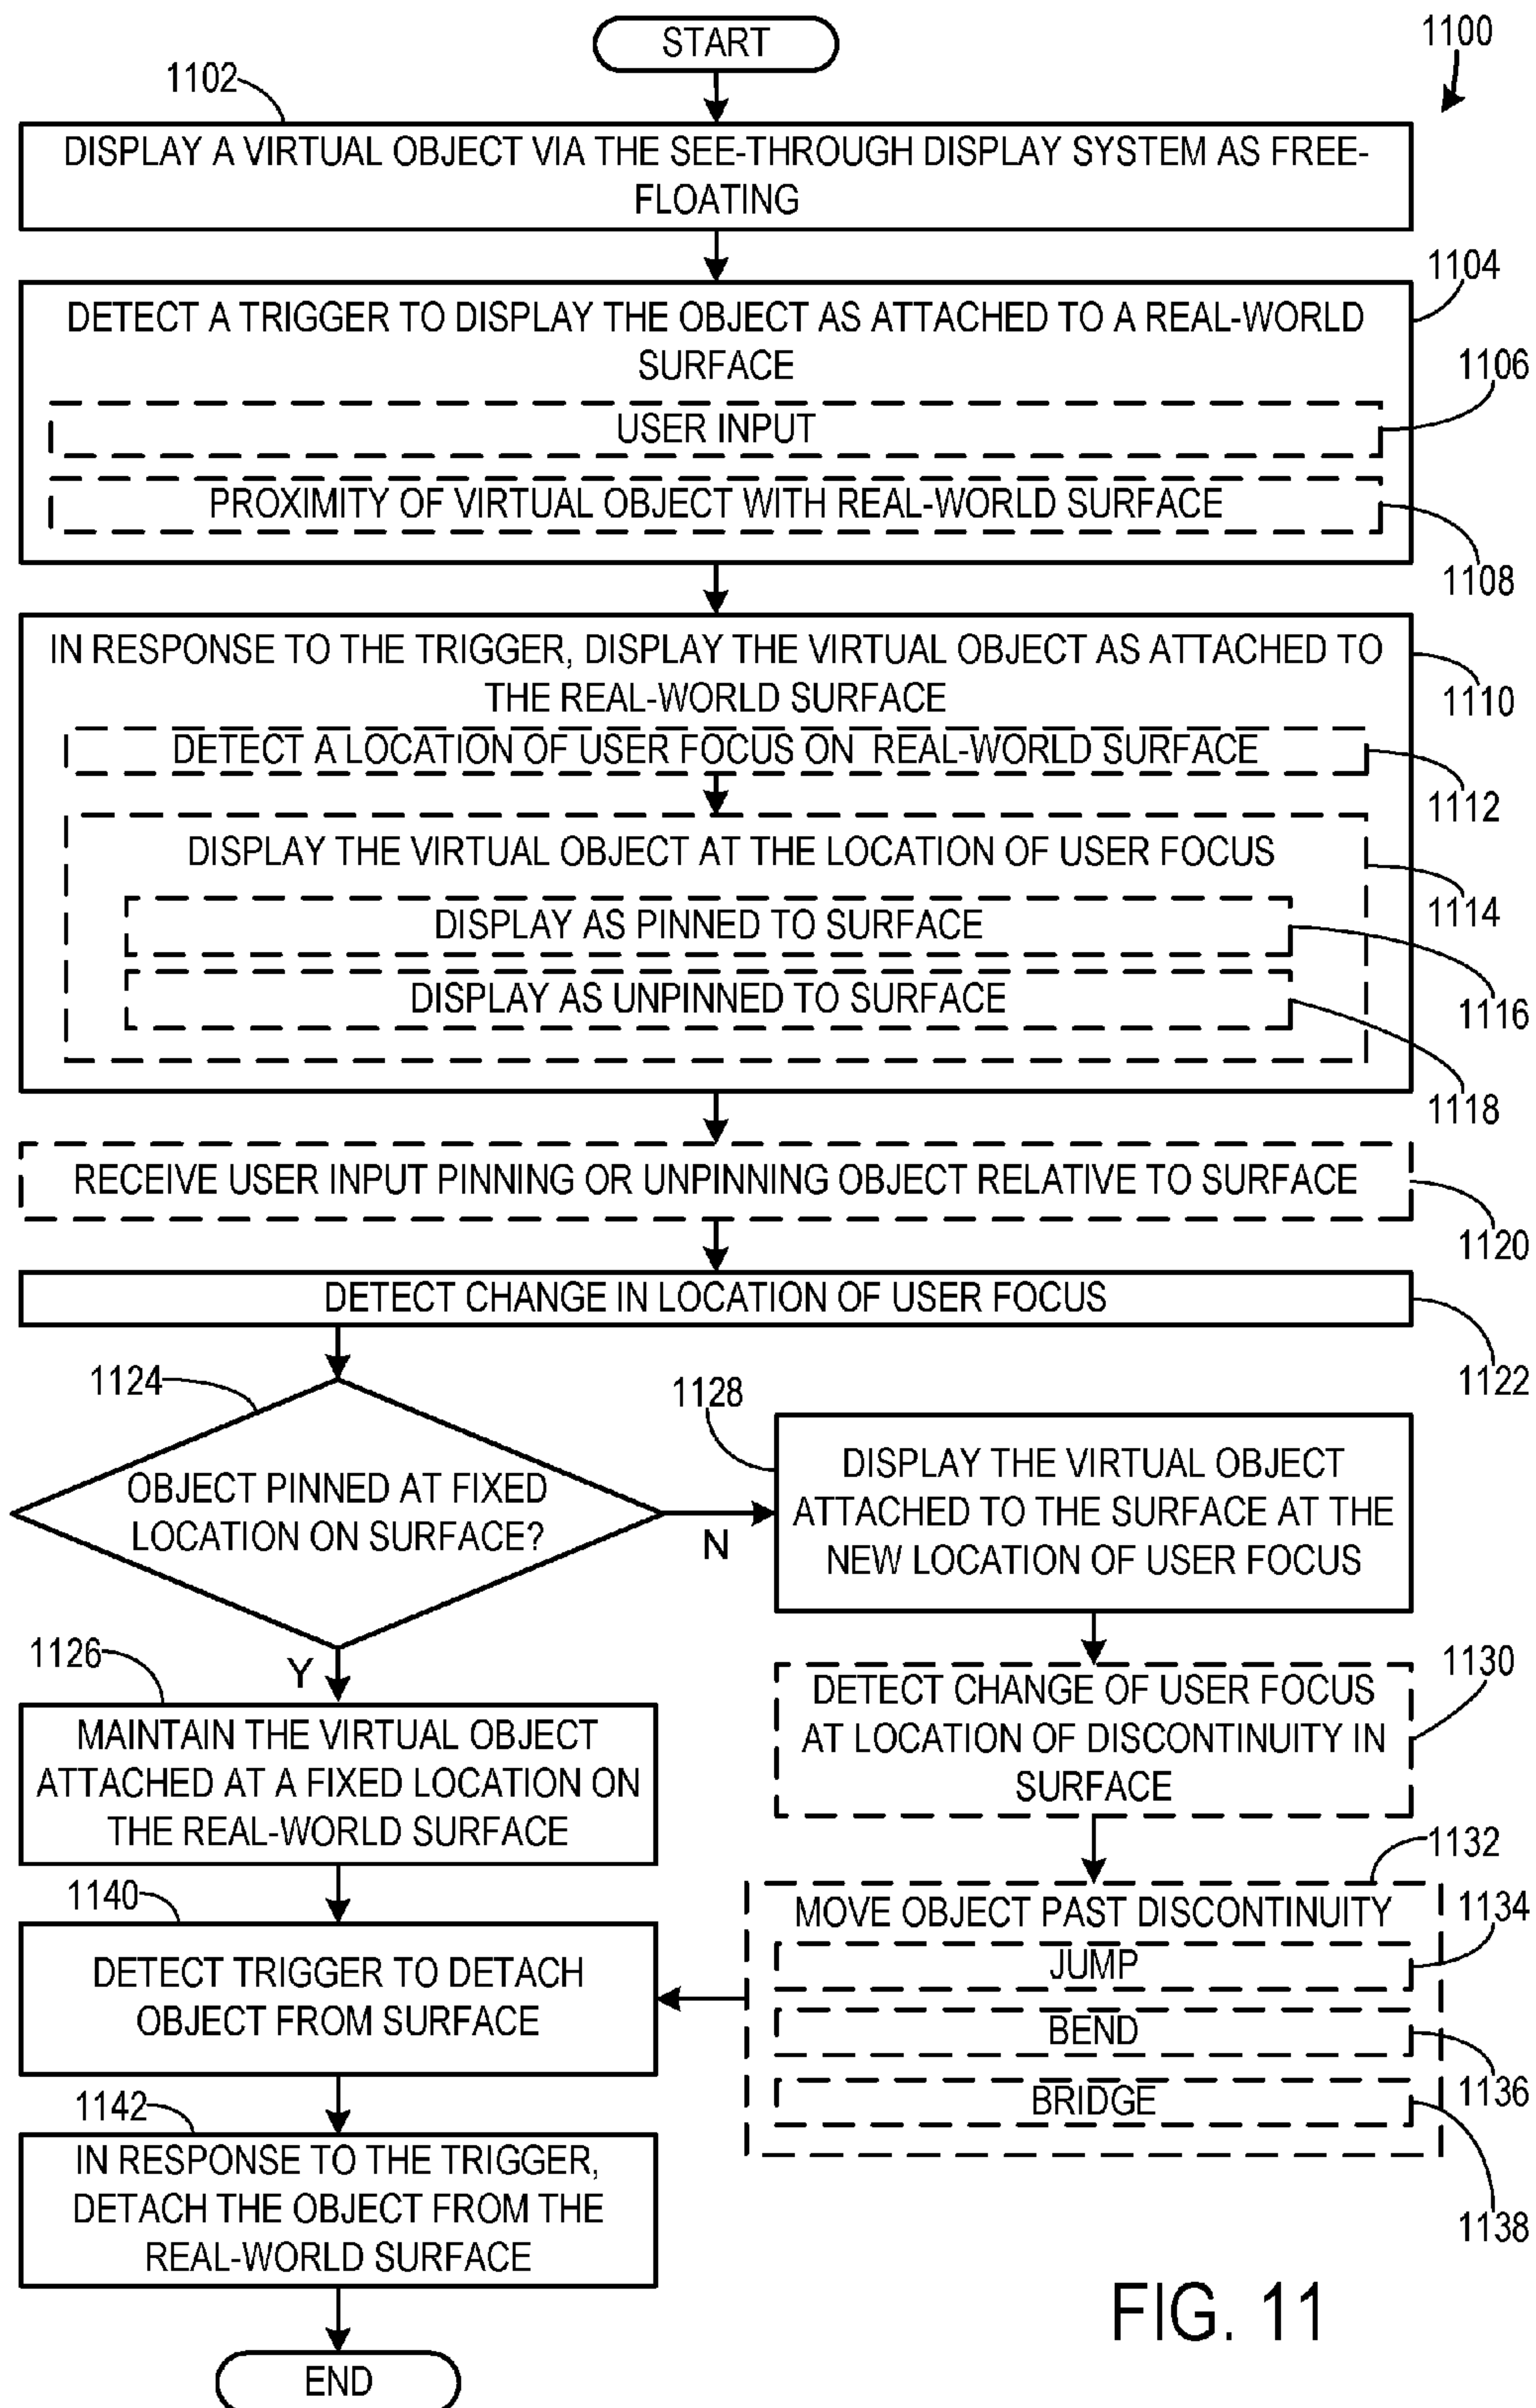 START
1100
1102
DISPLAY A VIRTUAL OBJECT VIA THE SEE-THROUGH DISPLAY SYSTEM AS FREE-
FLOATING
1104
DETECT A TRIGGER TO DISPLAY THE OBJECT AS ATTACHED TO A REAL-WORLD
SURFACE
1106
USER INPUT
PROXIMITY OF VIRTUAL OBJECT WITH REAL-WORLD SURFACE
1108
IN RESPONSE TO THE TRIGGER, DISPLAY THE VIRTUAL OBJECT AS ATTACHED TO
THE REAL-WORLD SURFACE
1110
DETECT A LOCATION OF USER FOCUS ON REAL-WORLD SURFACE
1112
DISPLAY THE VIRTUAL OBJECT AT THE LOCATION OF USER FOCUS
1114
DISPLAY AS PINNED TO SURFACE
1116
DISPLAY AS UNPINNED TO SURFACE
1118
RECEIVE USER INPUT PINNING OR UNPINNING OBJECT RELATIVE TO SURFACE
1120
DETECT CHANGE IN LOCATION OF USER FOCUS
1122
1124
OBJECT PINNED AT FIXED
LOCATION ON SURFACE?
N
Y
1128
DISPLAY THE VIRTUAL OBJECT
ATTACHED TO THE SURFACE AT THE
NEW LOCATION OF USER FOCUS
1126
MAINTAIN THE VIRTUAL OBJECT
ATTACHED AT A FIXED LOCATION ON
THE REAL-WORLD SURFACE
1130
DETECT CHANGE OF USER FOCUS
AT LOCATION OF DISCONTINUITY IN
SURFACE
1132
MOVE OBJECT PAST DISCONTINUITY
1134
JUMP
BEND
1136
BRIDGE
1138
1140
DETECT TRIGGER TO DETACH
OBJECT FROM SURFACE
1142
IN RESPONSE TO THE TRIGGER,
DETACH THE OBJECT FROM THE
REAL-WORLD SURFACE
END
FIG. 11